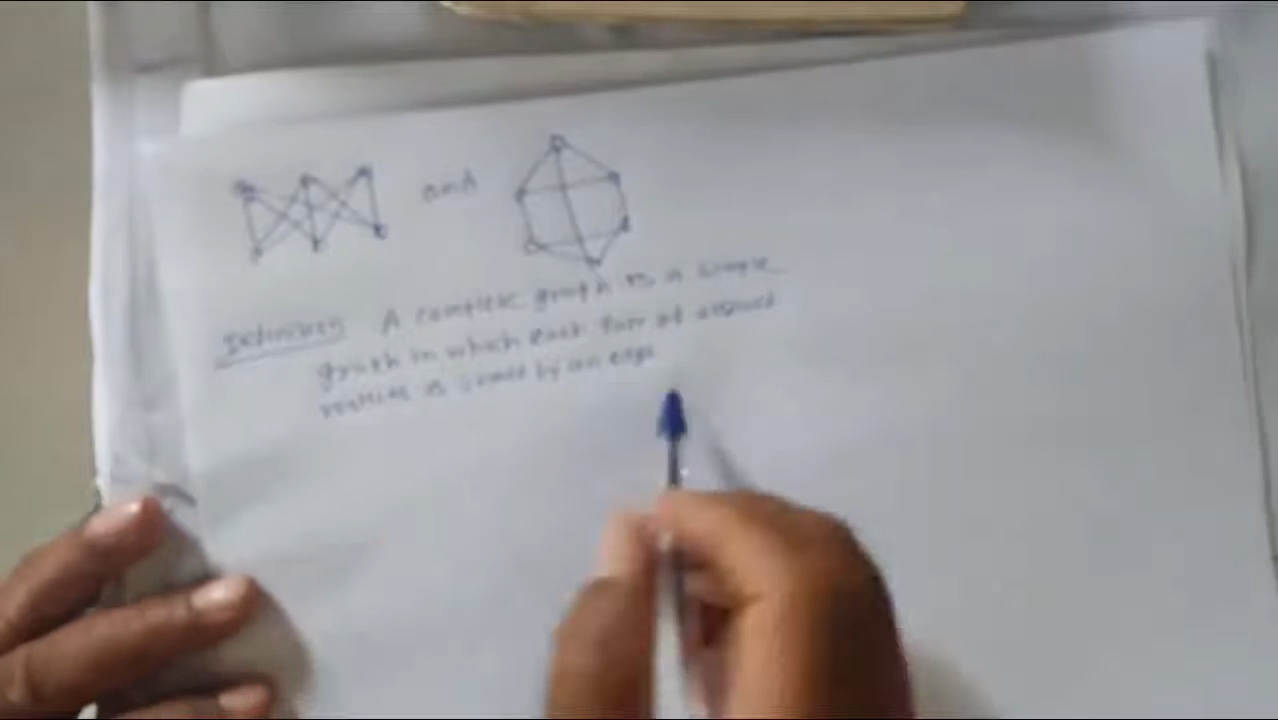 and
Definition A complete graph is a simple
graph in which each pair of distinct
vertices is joined by an edge